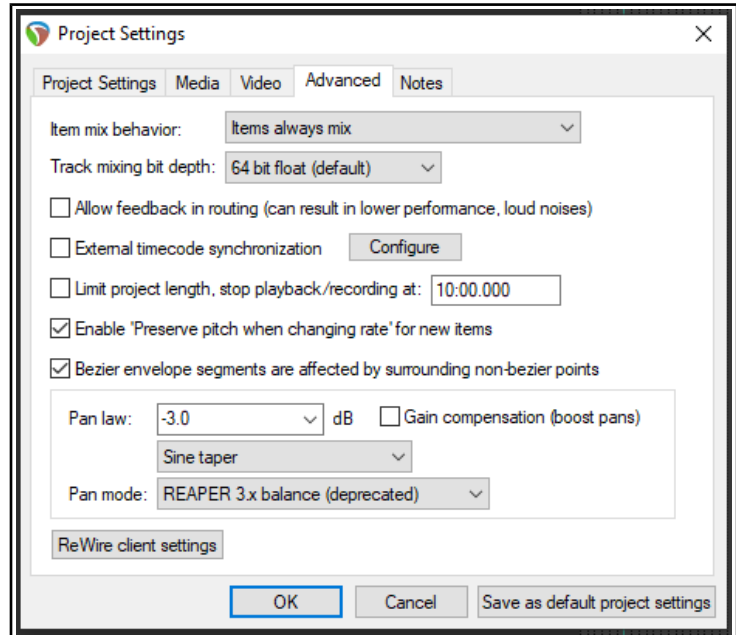 Project Settings
Project Settings Media Video Advanced Notes
Item mix behavior: Items always mix
Track mixing bit depth: 64 bit float (default)
Allow feedback in routing (can result in lower performance, loud noises)
External timecode synchronization Configure
Limit project length, stop playback/recording at: 10:00.000
Enable "Preserve pitch when changing rate" for new items
Bezier envelope segments are affected by surrounding non-bezier points
Pan law: -3.0 dB Gain compensation (boost pans)
Sine taper
Pan mode: REAPER 3.x balance (deprecated)
ReWire client settings
OK Cancel Save as default project settings